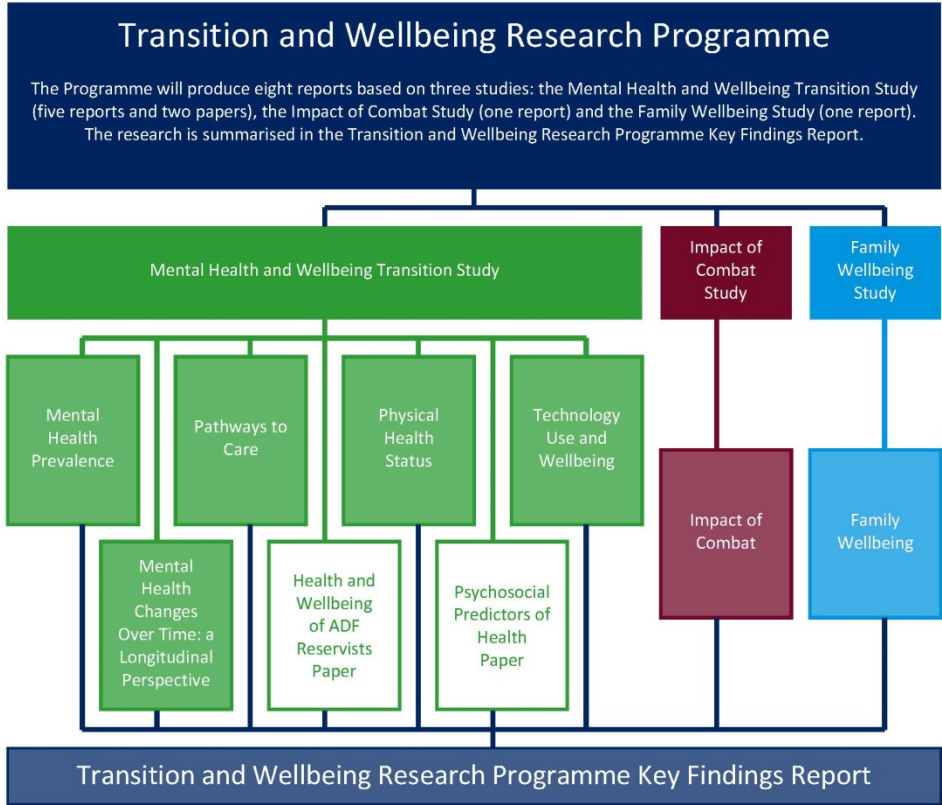 Transition and Wellbeing Research Programme
The Programme will produce eight reports based on three studies: the Mental Health and Wellbeing Transition Study
(five reports and two papers), the Impact of Combat Study (one report) and the Family Wellbeing Study (one report).
The research is summarised in the Transition and Wellbeing Research Programme Key Findings Report.
Mental Health and Wellbeing Transition Study
Impact of
Combat
Study
Family
Wellbeing
Study
Mental
Health
Prevalence
Pathways to
Care
Physical
Health
Status
Technology
Use and
Wellbeing
Impact of
Combat
Family
Wellbeing
Mental
Health
Changes
Over Time: a
Longitudinal
Perspective
Health and
Wellbeing
of ADF
Reservists
Paper
Psychosocial
Predictors of
Health
Paper
Transition and Wellbeing Research Programme Key Findings Report